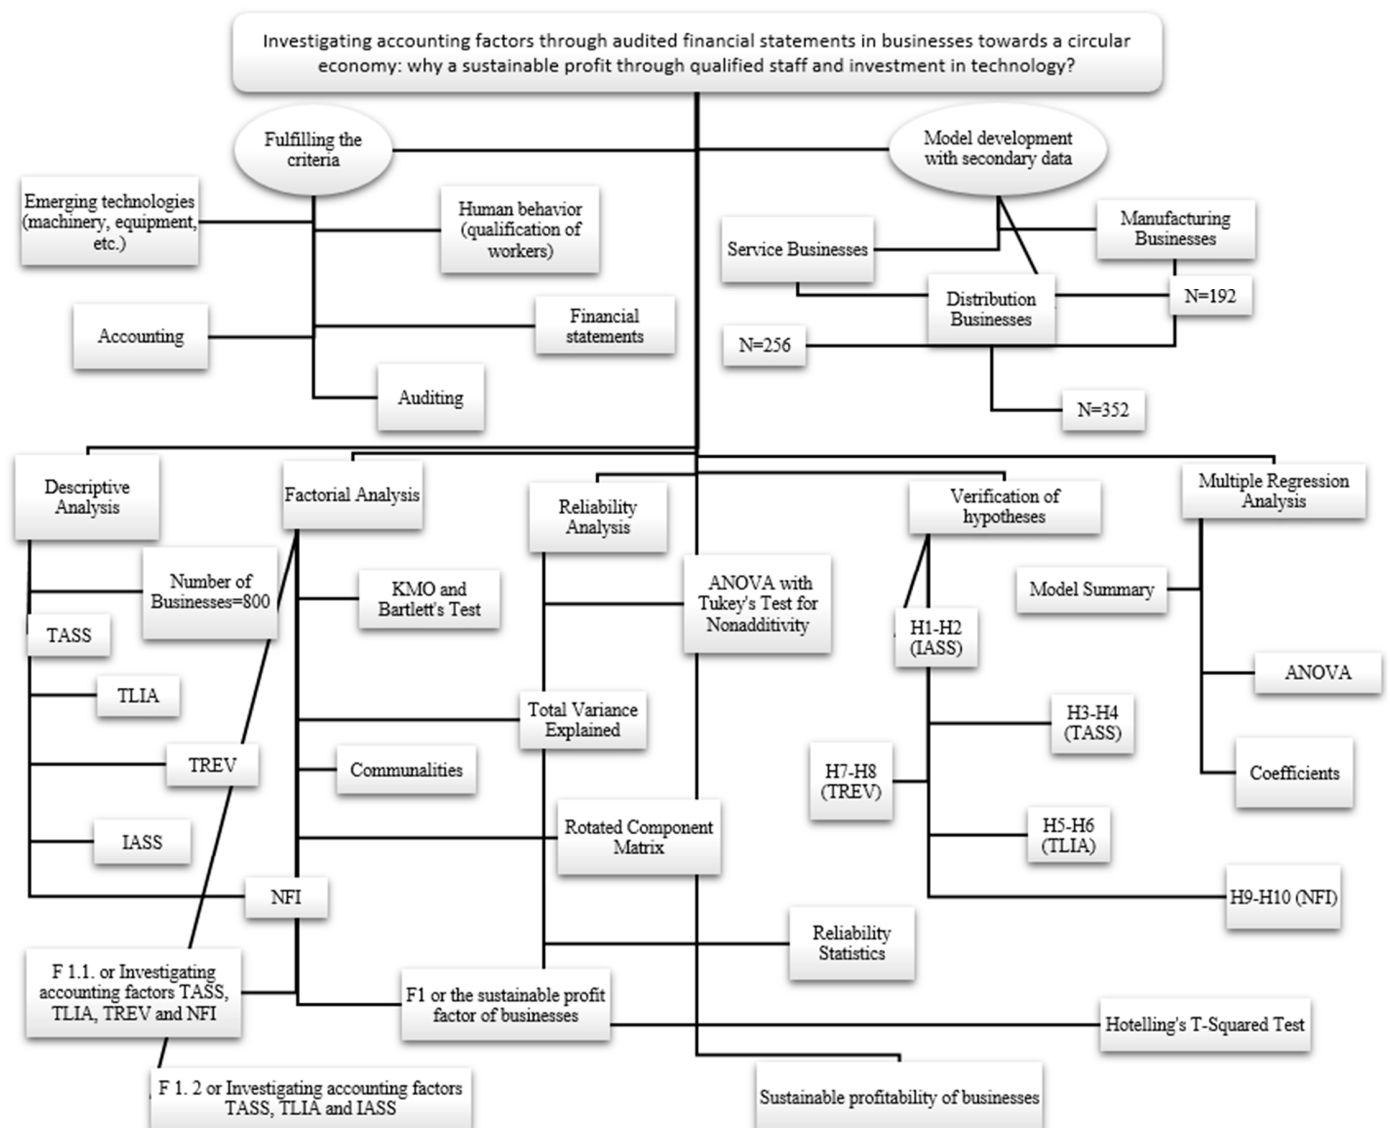 Investigating accounting factors through audited financial statements in businesses towards a circular
economy: why a sustainable profit through qualified staff and investment in technology?
Fulfilling the
criteria
Model development
with secondary data
Emerging technologies
(machinery, equipment,
etc.)
Human behavior
(qualification of
workers)
Accounting
Financial
statements
Auditing
Service Businesses
Manufacturing
Businesses
Distribution
Businesses
N=192
N=256
N=352
Descriptive
Analysis
Factorial Analysis
Reliability
Analysis
Verification of
hypotheses
Multiple Regression
Analysis
Number of
Businesses=800
TASS
TLIA
TREV
IASS
NFI
KMO and
Bartlett's Test
Total Variance
Explained
Communalities
Rotated Component
Matrix
ANOVA with
Tukey's Test for
Nonadditivity
Reliability
Statistics
H1-H2
(IASS)
H3-H4
(TASS)
H7-H8
(TREV)
H5-H6
(TLIA)
H9-H10 (NFI)
Model Summary
ANOVA
Coefficients
F 1.1. or Investigating
accounting factors TASS,
TLIA, TREV and NFI
F1 or the sustainable profit
factor of businesses
Hotelling's T-Squared Test
F 1. 2 or Investigating accounting factors
TASS, TLIA and IASS
Sustainable profitability of businesses